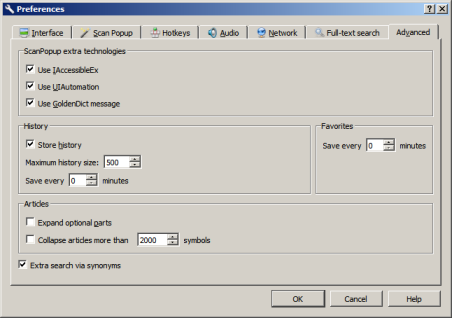 Preferences
Interface Scan Popup Hotkeys Audio Network Full-text search Advanced
ScanPopup extra technologies
Use IAccessibleEx
Use UIAutomation
Use GoldenDict message
History
Store history
Maximum history size: 500
Save every 0 minutes
Favorites
Save every 0 minutes
Articles
Expand optional parts
Collapse articles more than 2000 symbols
Extra search via synonyms
OK Cancel Help